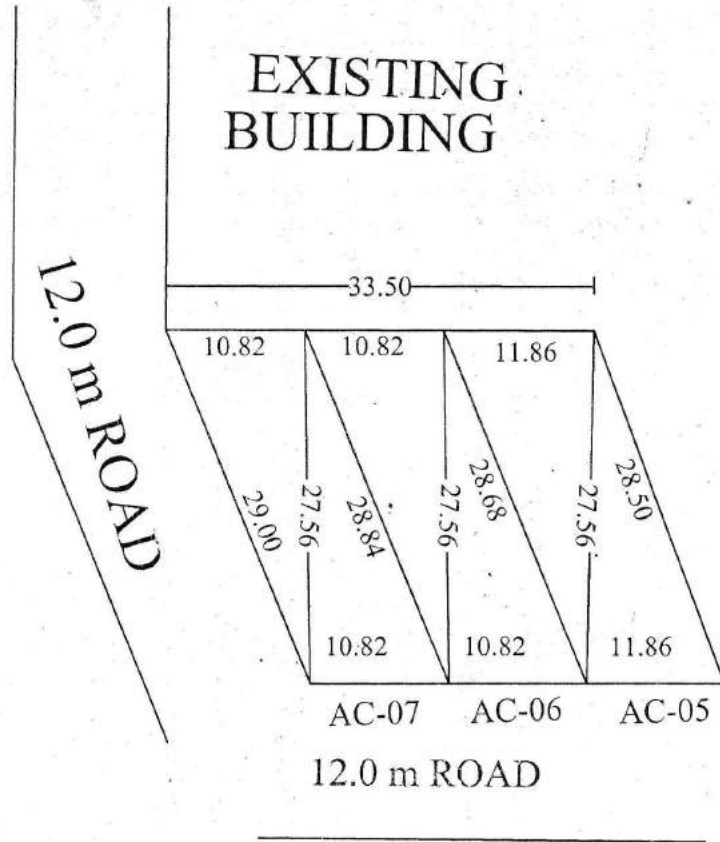 EXISTING
BUILDING
33.50
10.82
10.82
11.86
12.0 m ROAD
29.00
27.56
28.84
27.56
28.68
27.56
28.50
10.82
10.82
11.86
AC-07
AC-06
AC-05
12.0 m ROAD